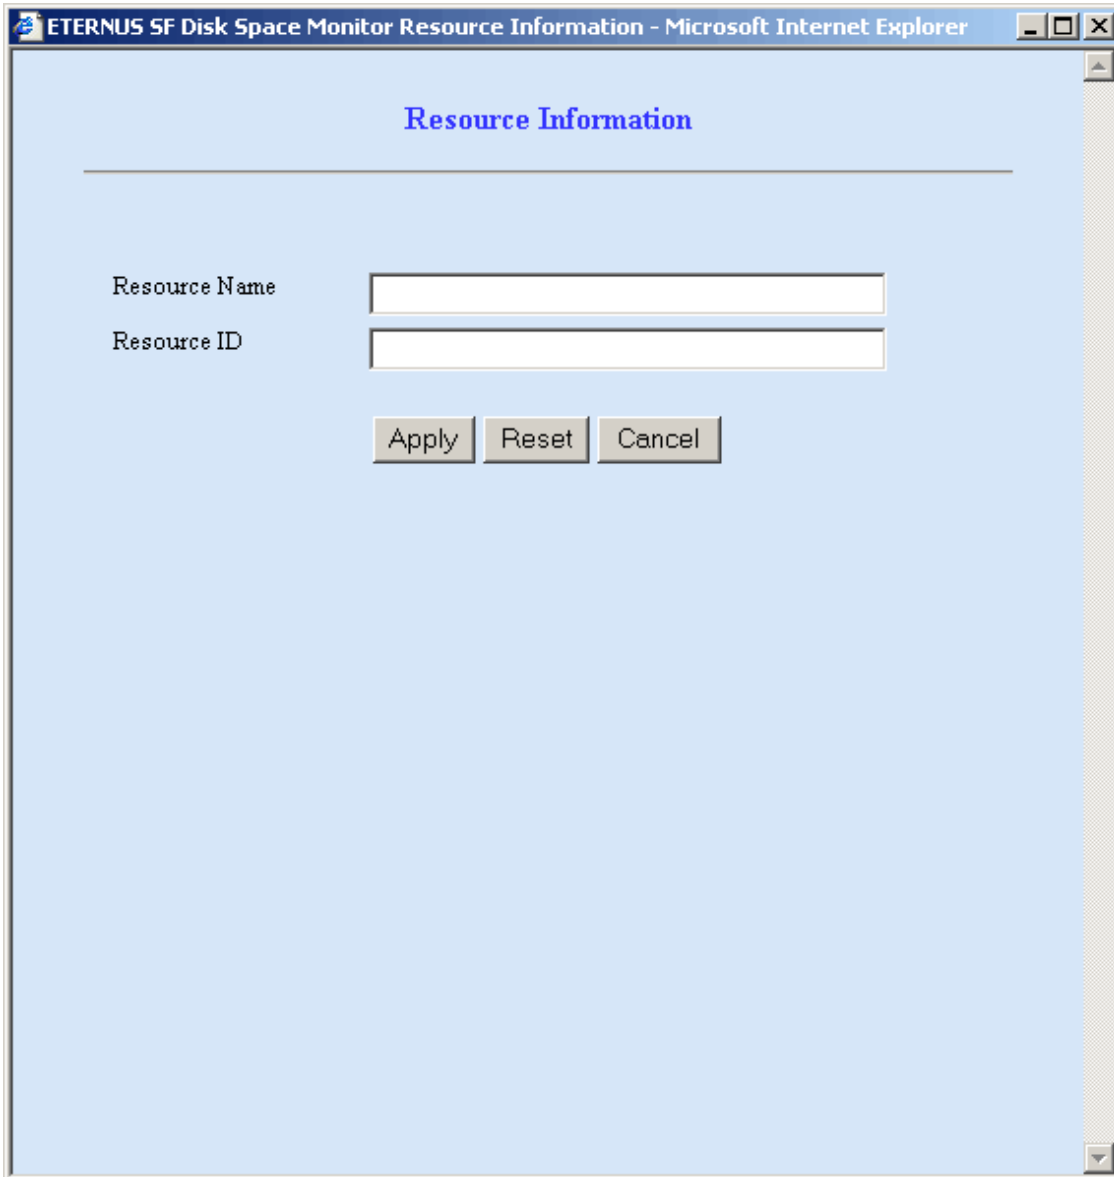 ETERNUS SF Disk Space Monitor Resource Information - Microsoft Internet Explorer
Resource Information
Resource Name
Resource ID
Apply Reset Cancel